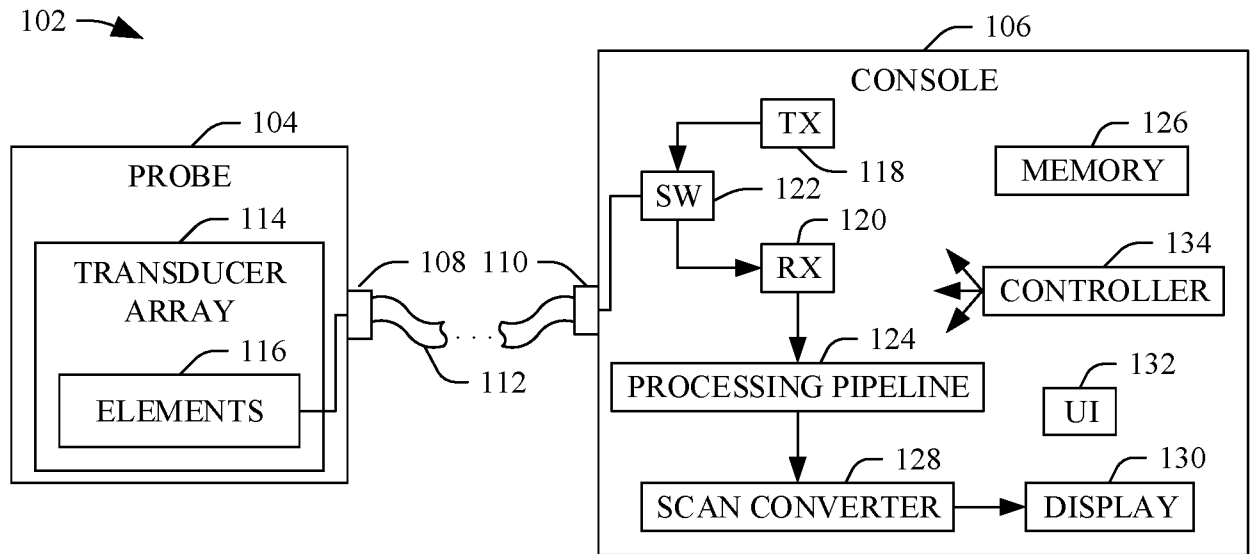 102
106
CONSOLE
104
PROBE
114
TRANSDUCER
ARRAY
116
ELEMENTS
108
110
. . .
112
TX
118
SW
122
120
RX
124
PROCESSING PIPELINE
128
SCAN CONVERTER
126
MEMORY
134
CONTROLLER
132
UI
130
DISPLAY